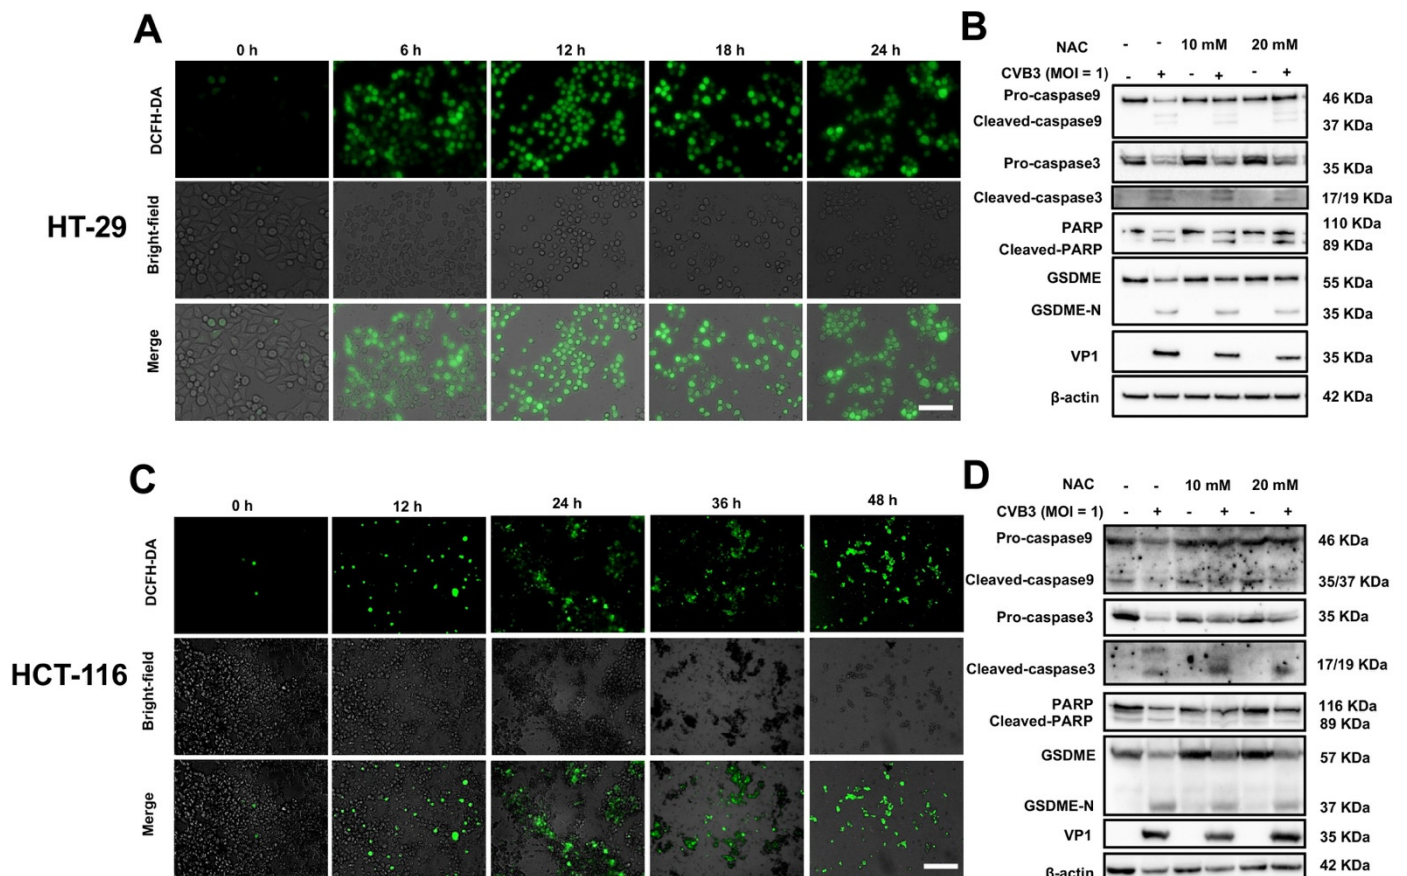 A
0 h 6 h 12 h 18 h 24 h
DCFH-DA
Bright-field
Merge
HT-29
B
NAC - - 10 mM 20 mM
CVB3 (MOI = 1) - + - + - +
Pro-caspase9 46 KDa
Cleaved-caspase9 37 KDa
Pro-caspase3 35 KDa
Cleaved-caspase3 17/19 KDa
PARP 110 KDa
Cleaved-PARP 89 KDa
GSDME 55 KDa
GSDME-N 35 KDa
VP1 35 KDa
β-actin 42 KDa
C
0 h 12 h 24 h 36 h 48 h
DCFH-DA
Bright-field
Merge
HCT-116
D
NAC - - 10 mM 20 mM
CVB3 (MOI = 1) - + - + - +
Pro-caspase9 46 KDa
Cleaved-caspase9 35/37 KDa
Pro-caspase3 35 KDa
Cleaved-caspase3 17/19 KDa
PARP 116 KDa
Cleaved-PARP 89 KDa
GSDME 57 KDa
GSDME-N 37 KDa
VP1 35 KDa
β-actin 42 KDa